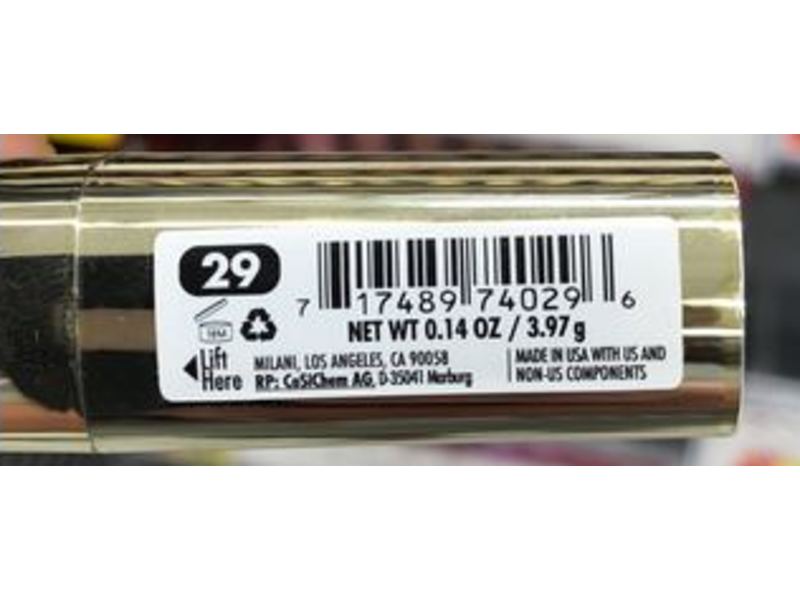 29
7 17489 74029 6
NET WT 0.14 OZ / 3.97 g
Lift
Here
MILANI, LOS ANGELES, CA 90058
RP: CaSiChem AG, D-35041 Marburg
MADE IN USA WITH US AND
NON-US COMPONENTS